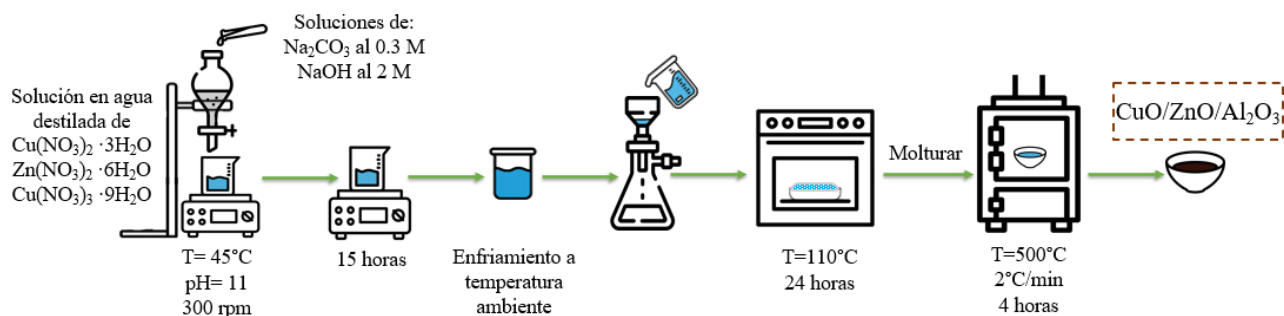 Soluciones de:
Na₂CO₃ al 0.3 M
NaOH al 2 M
Solución en agua
destilada de
Cu(NO₃)₂ ·3H₂O
Zn(NO₃)₂ ·6H₂O
Cu(NO₃)₃ ·9H₂O
T= 45°C
pH= 11
300 rpm
15 horas
Enfriamiento a
temperatura
ambiente
T=110°C
24 horas
Molturar
T=500°C
2°C/min
4 horas
CuO/ZnO/Al₂O₃